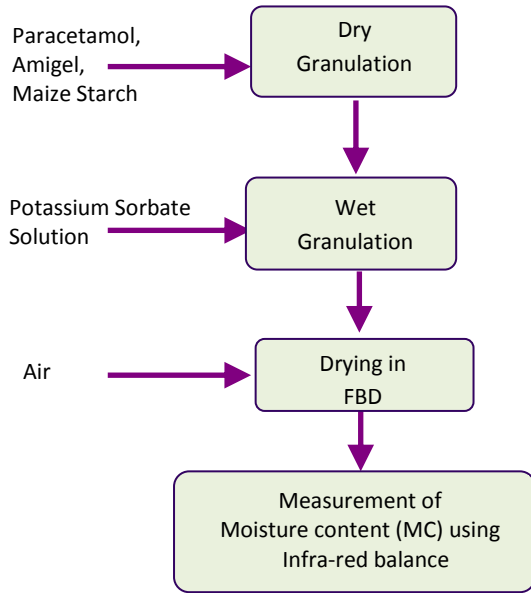 Paracetamol,
Amigel,
Maize Starch
Dry
Granulation
Potassium Sorbate
Solution
Wet
Granulation
Air
Drying in
FBD
Measurement of
Moisture content (MC) using
Infra-red balance